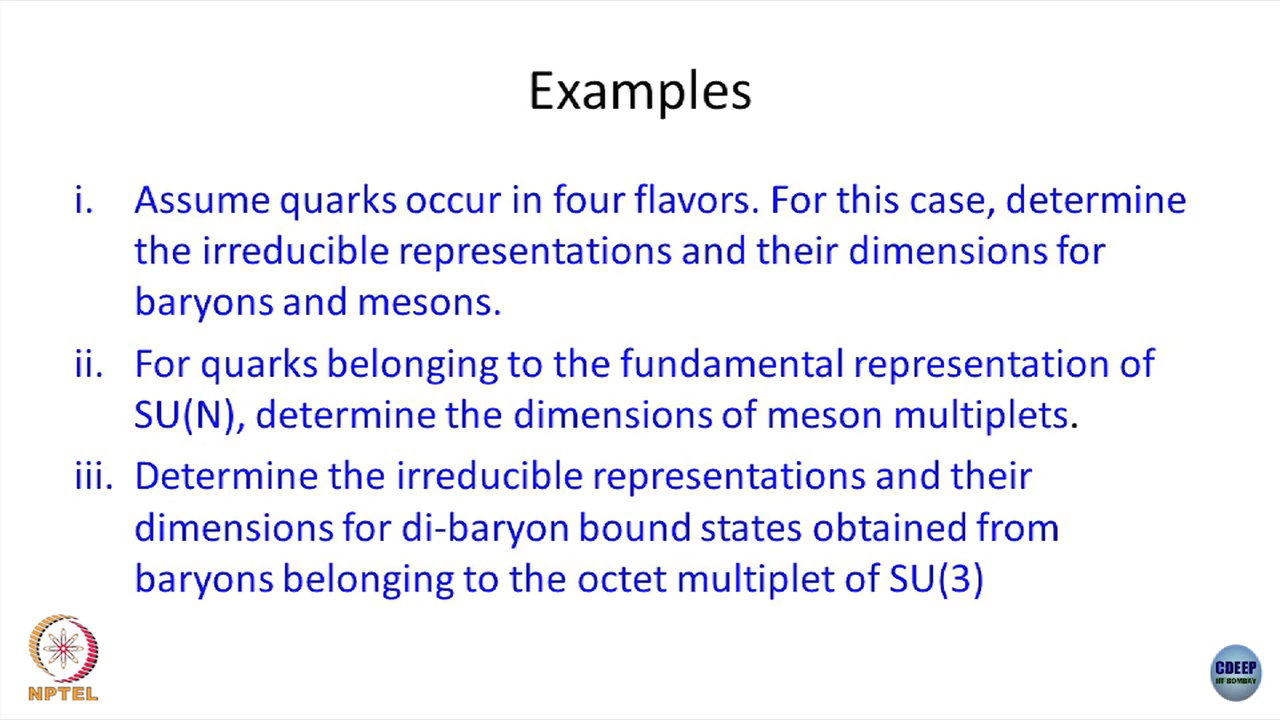 Examples
i. Assume quarks occur in four flavors. For this case, determine
the irreducible representations and their dimensions for
baryons and mesons.
ii. For quarks belonging to the fundamental representation of
SU(N), determine the dimensions of meson multiplets.
iii. Determine the irreducible representations and their
dimensions for di-baryon bound states obtained from
baryons belonging to the octet multiplet of SU(3)
NPTEL
CDEEP
IIT BOMBAY